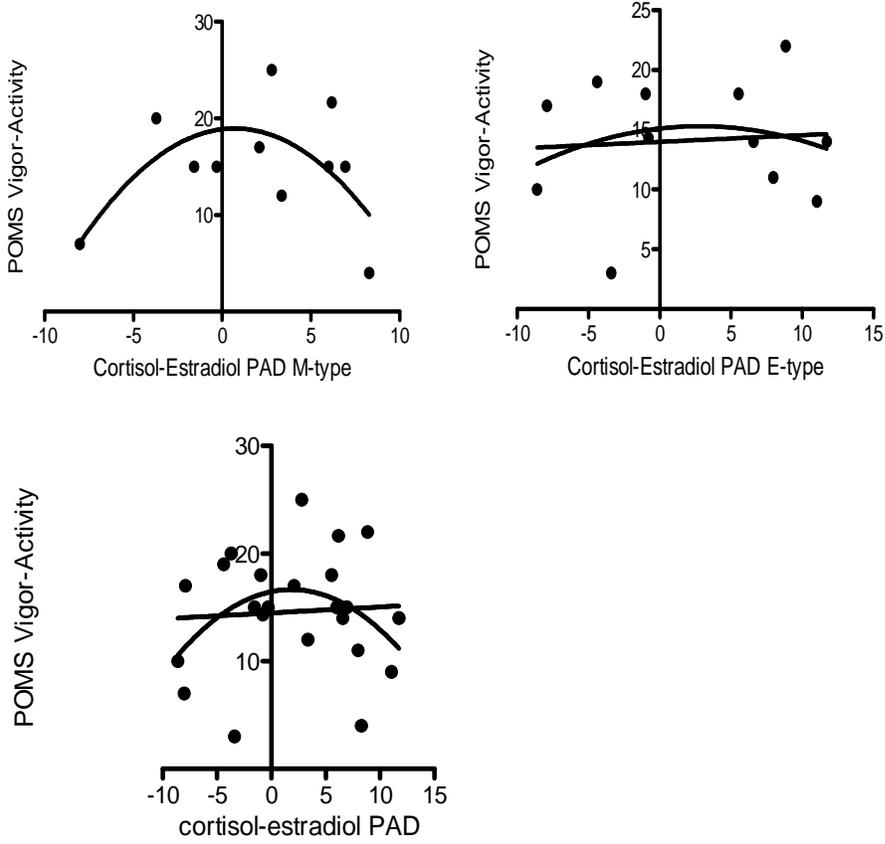 POMS Vigor-Activity
30
20
10
-10 -5 0 5 10
Cortisol-Estradiol PAD M-type
POMS Vigor-Activity
25
20
15
10
5
-10 -5 0 5 10 15
Cortisol-Estradiol PAD E-type
POMS Vigor-Activity
30
20
10
-10 -5 0 5 10 15
cortisol-estradiol PAD